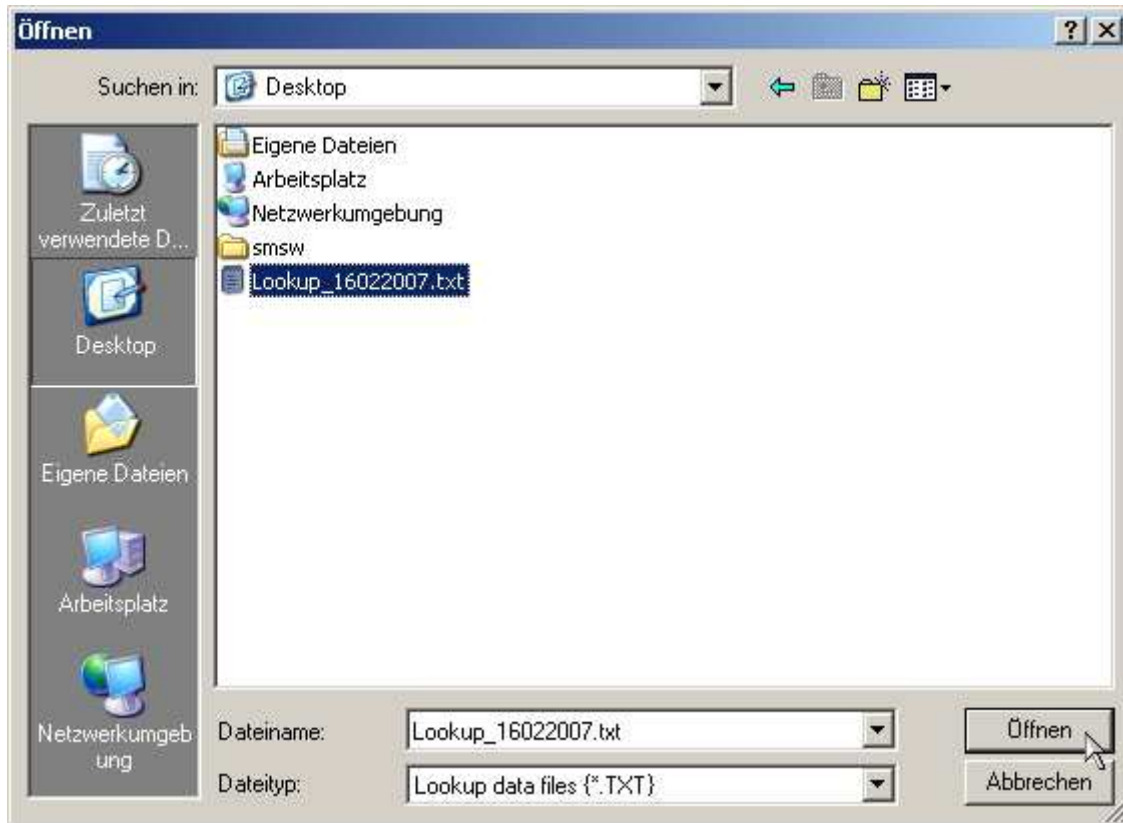 Öffnen
Suchen in:
Desktop
Zuletzt
verwendete D...
Desktop
Eigene Dateien
Arbeitsplatz
Netzwerkumgeb
ung
Eigene Dateien
Arbeitsplatz
Netzwerkumgebung
smsw
Lookup_16022007.txt
Dateiname:
Lookup_16022007.txt
Öffnen
Dateityp:
Lookup data files {*.TXT}
Abbrechen